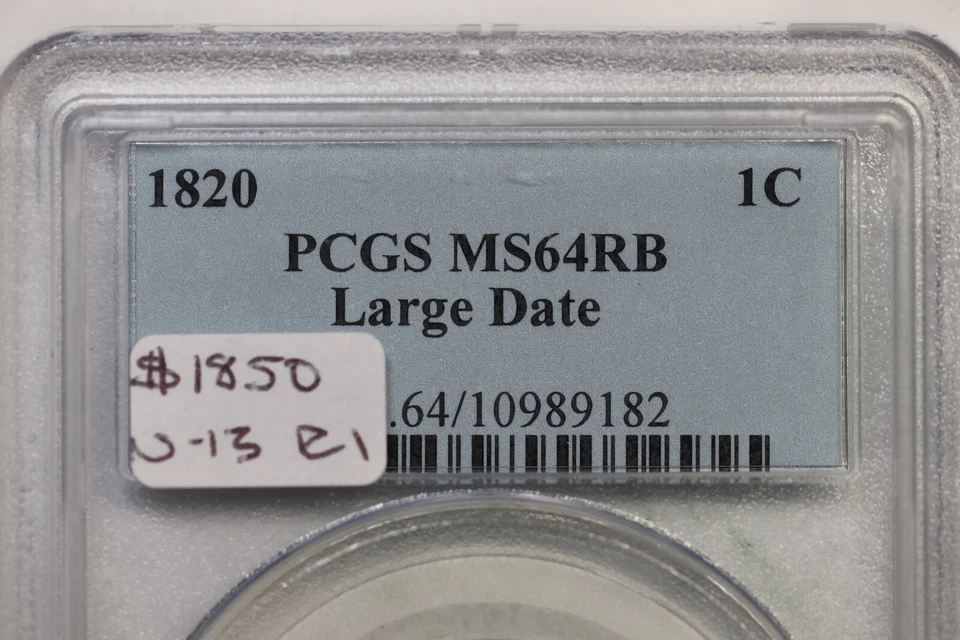 1820 1C
PCGS MS64RB
Large Date
.64/10989182
$1850
N-13 R1